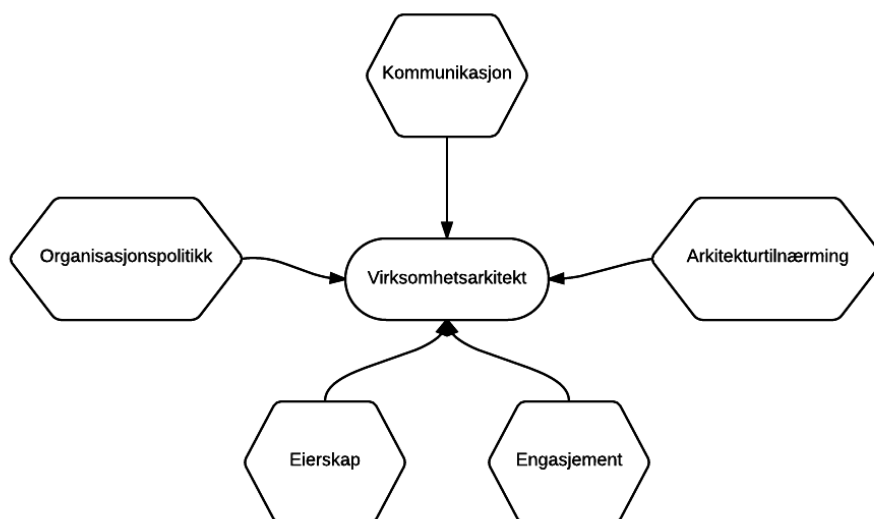 Kommunikasjon
Organisasjonspolitikk
Virksomhetsarkitekt
Arkitekturtilnærming
Eierskap
Engasjement